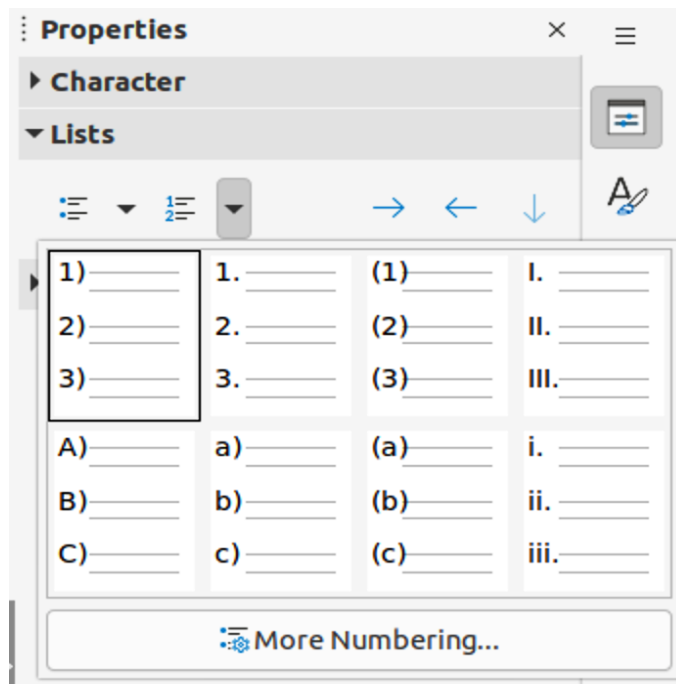 Properties
Character
Lists
1) 1. (1) I.
2) 2. (2) II.
3) 3. (3) III.
A) a) (a) i.
B) b) (b) ii.
C) c) (c) iii.
More Numbering...